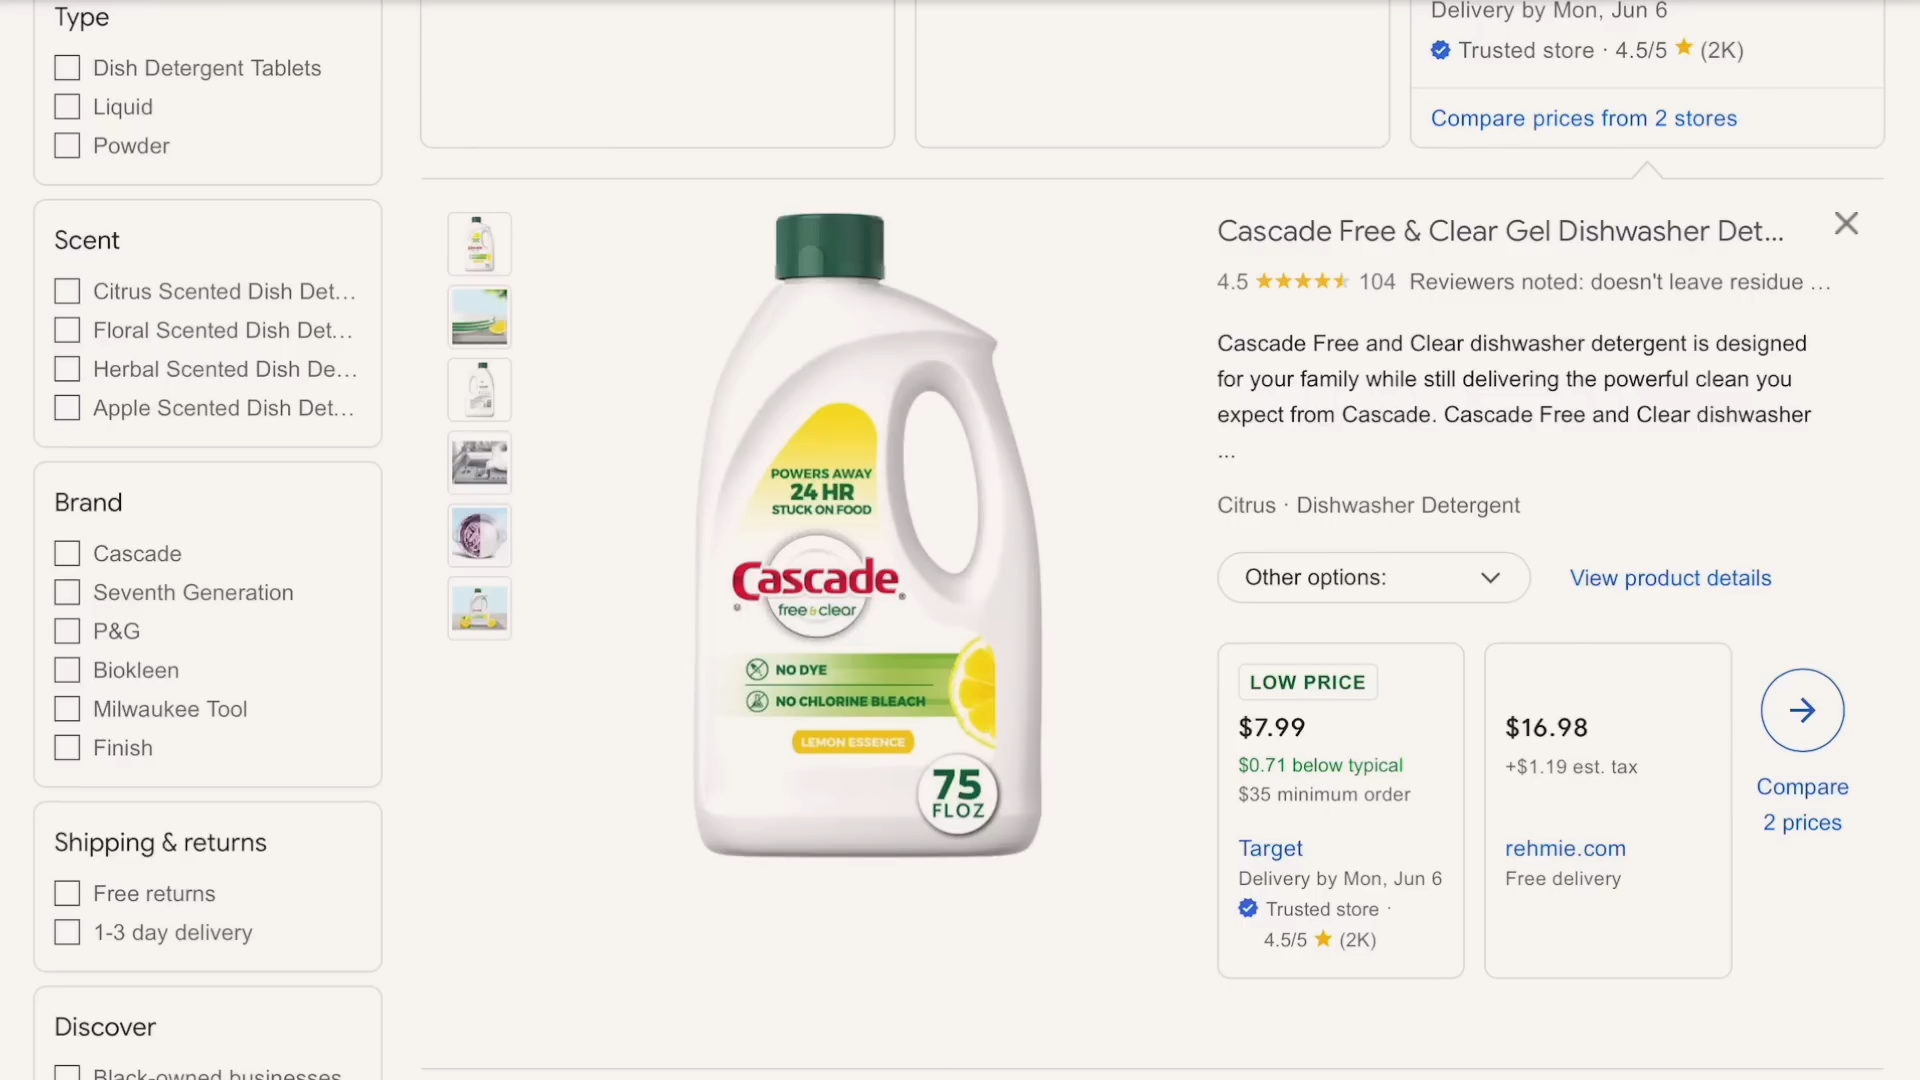 Type
Dish Detergent Tablets
Liquid
Powder
Scent
Citrus Scented Dish Det...
Floral Scented Dish Det...
Herbal Scented Dish De...
Apple Scented Dish Det...
Brand
Cascade
Seventh Generation
P&G
Biokleen
Milwaukee Tool
Finish
Shipping & returns
Free returns
1-3 day delivery
Discover
Black-owned businesses
Delivery by Mon, Jun 6
Trusted store · 4.5/5 ★ (2K)
Compare prices from 2 stores
POWERS AWAY
24 HR
STUCK ON FOOD
Cascade
free & clear
NO DYE
NO CHLORINE BLEACH
LEMON ESSENCE
75
FL OZ
Cascade Free & Clear Gel Dishwasher Det...
4.5 104 Reviewers noted: doesn't leave residue ...
Cascade Free and Clear dishwasher detergent is designed
for your family while still delivering the powerful clean you
expect from Cascade. Cascade Free and Clear dishwasher
...
Citrus · Dishwasher Detergent
Other options:
View product details
LOW PRICE
$7.99
$0.71 below typical
$35 minimum order
Target
Delivery by Mon, Jun 6
Trusted store ·
4.5/5 ★ (2K)
$16.98
+$1.19 est. tax
rehmie.com
Free delivery
Compare
2 prices